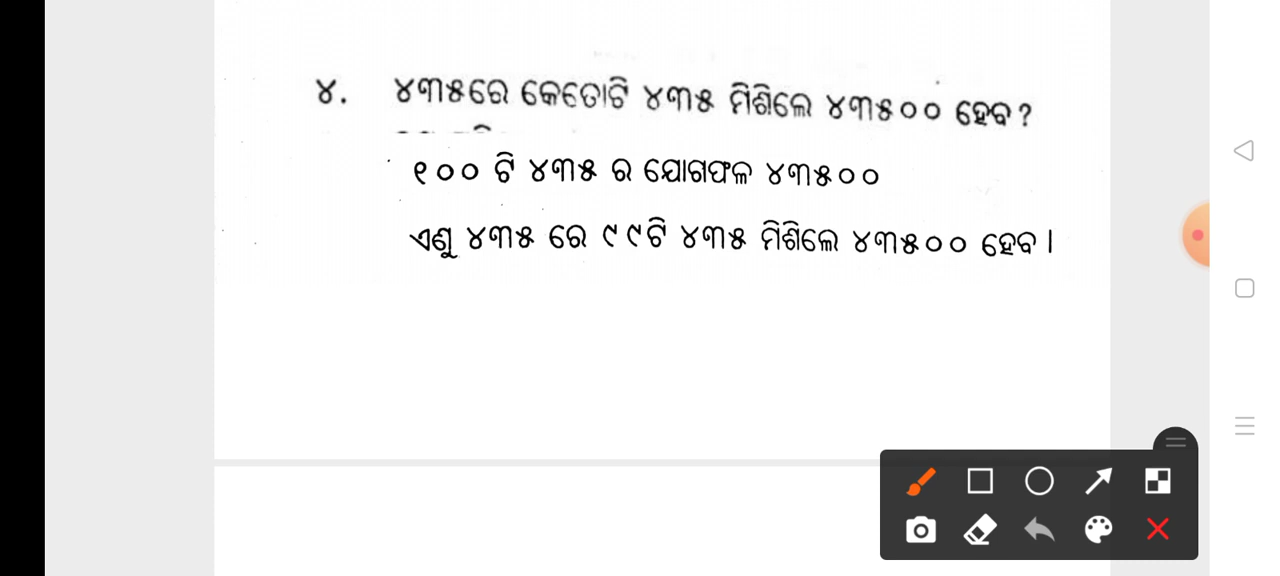 ୪. ୪୩୫ରେ କେତୋଟି ୪୩୫ ମିଶିଲେ ୪୩୫୦୦ ହେବ?
୧୦୦ ଟି ୪୩୫ ର ଯୋଗଫଳ ୪୩୫୦୦
ଏଣୁ ୪୩୫ ରେ ୯୯ଟି ୪୩୫ ମିଶିଲେ ୪୩୫୦୦ ହେବ।